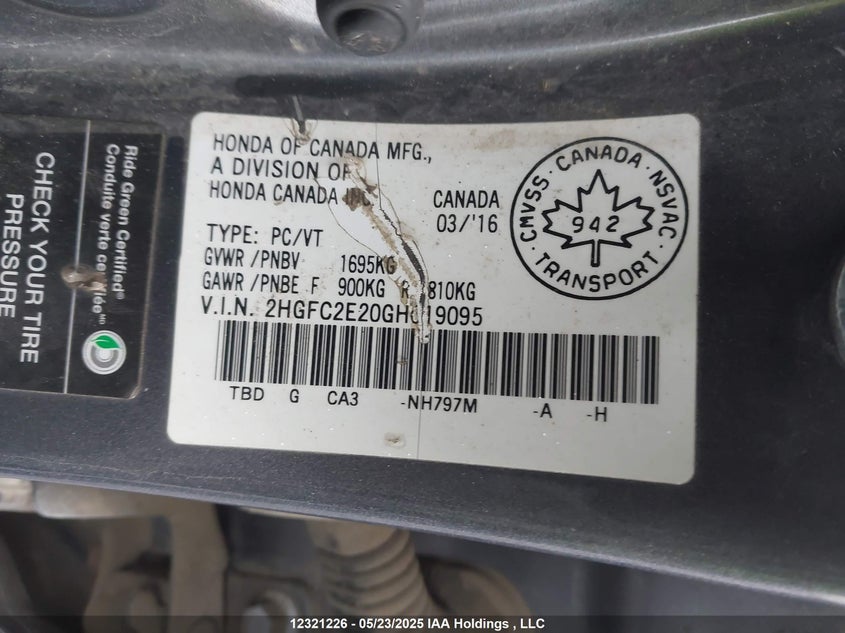 Ride Green Certified®
Conduite verte certifiée
CHECK YOUR TIRE
PRESSURE
HONDA OF CANADA MFG.,
A DIVISION OF
HONDA CANADA
CANADA
03/'16
TYPE: PC/VT
GVWR /PNBV 1695KG
GAWR /PNBE F 900KG R 810KG
V.I.N.
TBD G CA3 -NH797M -A -H
CMVSS · CANADA · NSVAC
942
TRANSPORT
12321226 - 05/23/2025 IAA Holdings , LLC